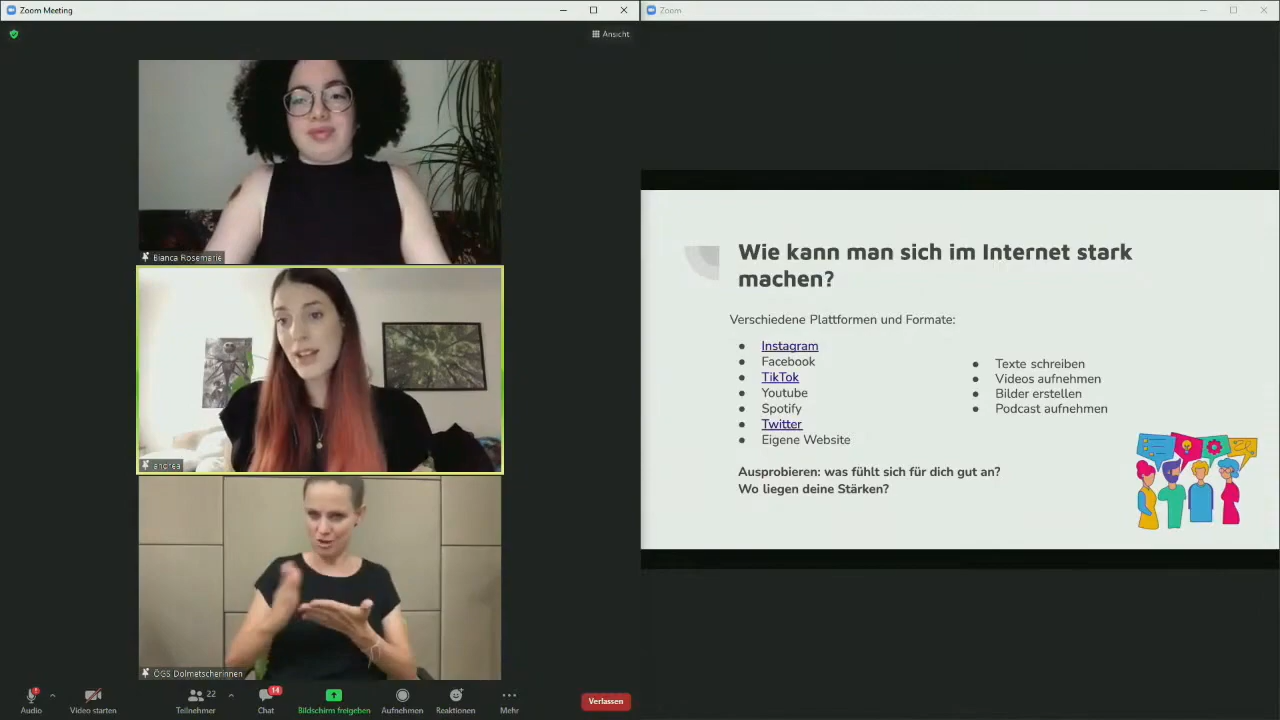 Zoom Meeting
Ansicht
Bianca Rosemarie
andrea
ÖGS Dolmetscherinnen
Audio
Video starten
22
Teilnehmer
14
Chat
Bildschirm freigeben
Aufnehmen
Reaktionen
Mehr
Verlassen
Zoom
Wie kann man sich im Internet stark
machen?
Verschiedene Plattformen und Formate:
● Instagram
● Facebook
● TikTok
● Youtube
● Spotify
● Twitter
● Eigene Website
● Texte schreiben
● Videos aufnehmen
● Bilder erstellen
● Podcast aufnehmen
Ausprobieren: was fühlt sich für dich gut an?
Wo liegen deine Stärken?